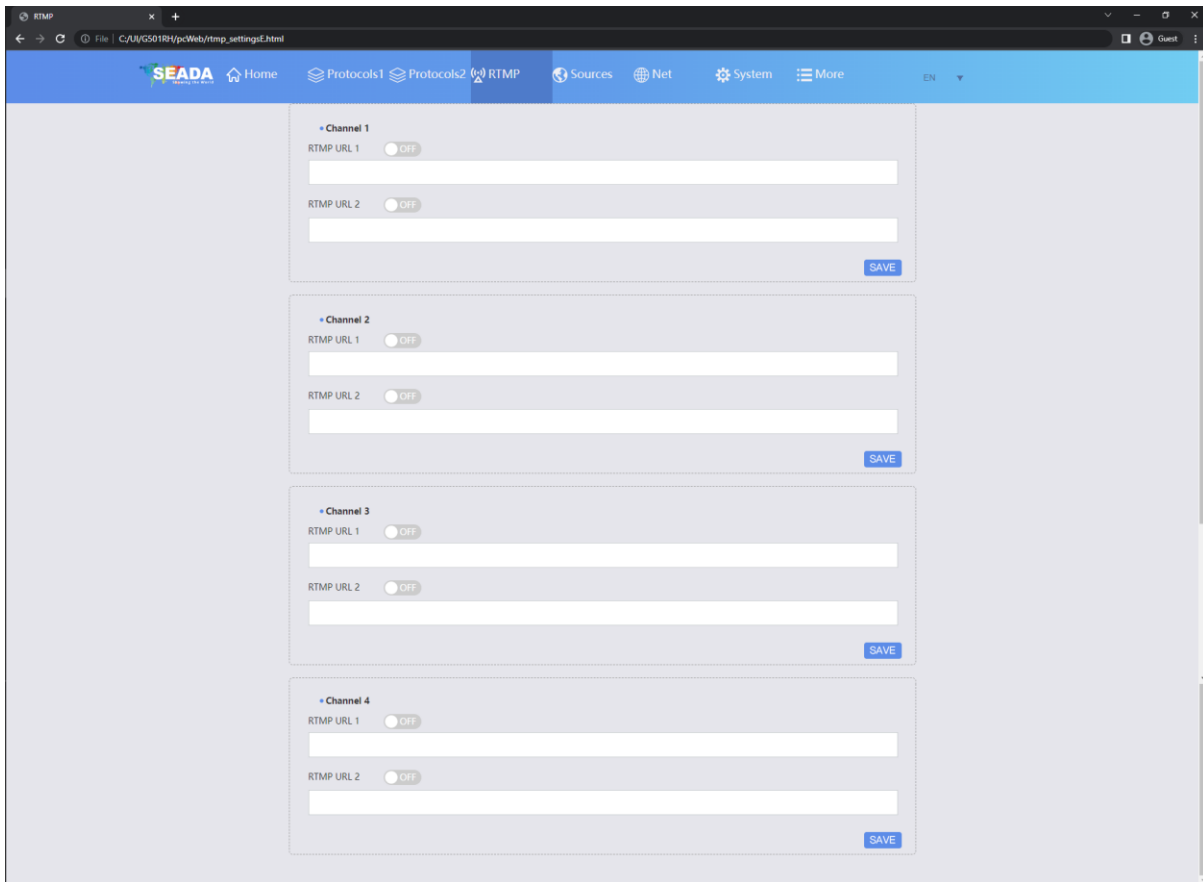 RTMP
File C:/UI/G501RH/pcWeb/rtmp_settingsE.html Guest
SEADA Home Protocols1 Protocols2 RTMP Sources Net System More EN
Channel 1
RTMP URL 1 OFF
RTMP URL 2 OFF
SAVE
Channel 2
RTMP URL 1 OFF
RTMP URL 2 OFF
SAVE
Channel 3
RTMP URL 1 OFF
RTMP URL 2 OFF
SAVE
Channel 4
RTMP URL 1 OFF
RTMP URL 2 OFF
SAVE